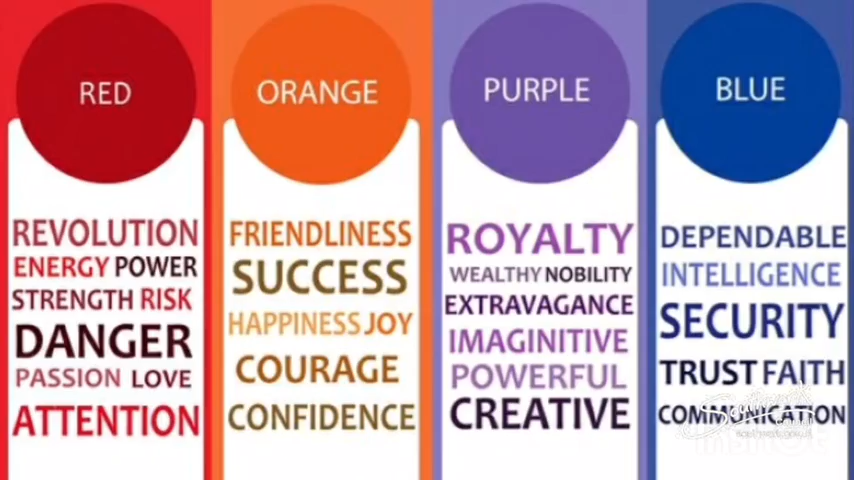 RED
REVOLUTION
ENERGY POWER
STRENGTH RISK
DANGER
PASSION LOVE
ATTENTION
ORANGE
FRIENDLINESS
SUCCESS
HAPPINESS JOY
COURAGE
CONFIDENCE
PURPLE
ROYALTY
WEALTHY NOBILITY
EXTRAVAGANCE
IMAGINITIVE
POWERFUL
CREATIVE
BLUE
DEPENDABLE
INTELLIGENCE
SECURITY
TRUST FAITH
COMMUNICATION